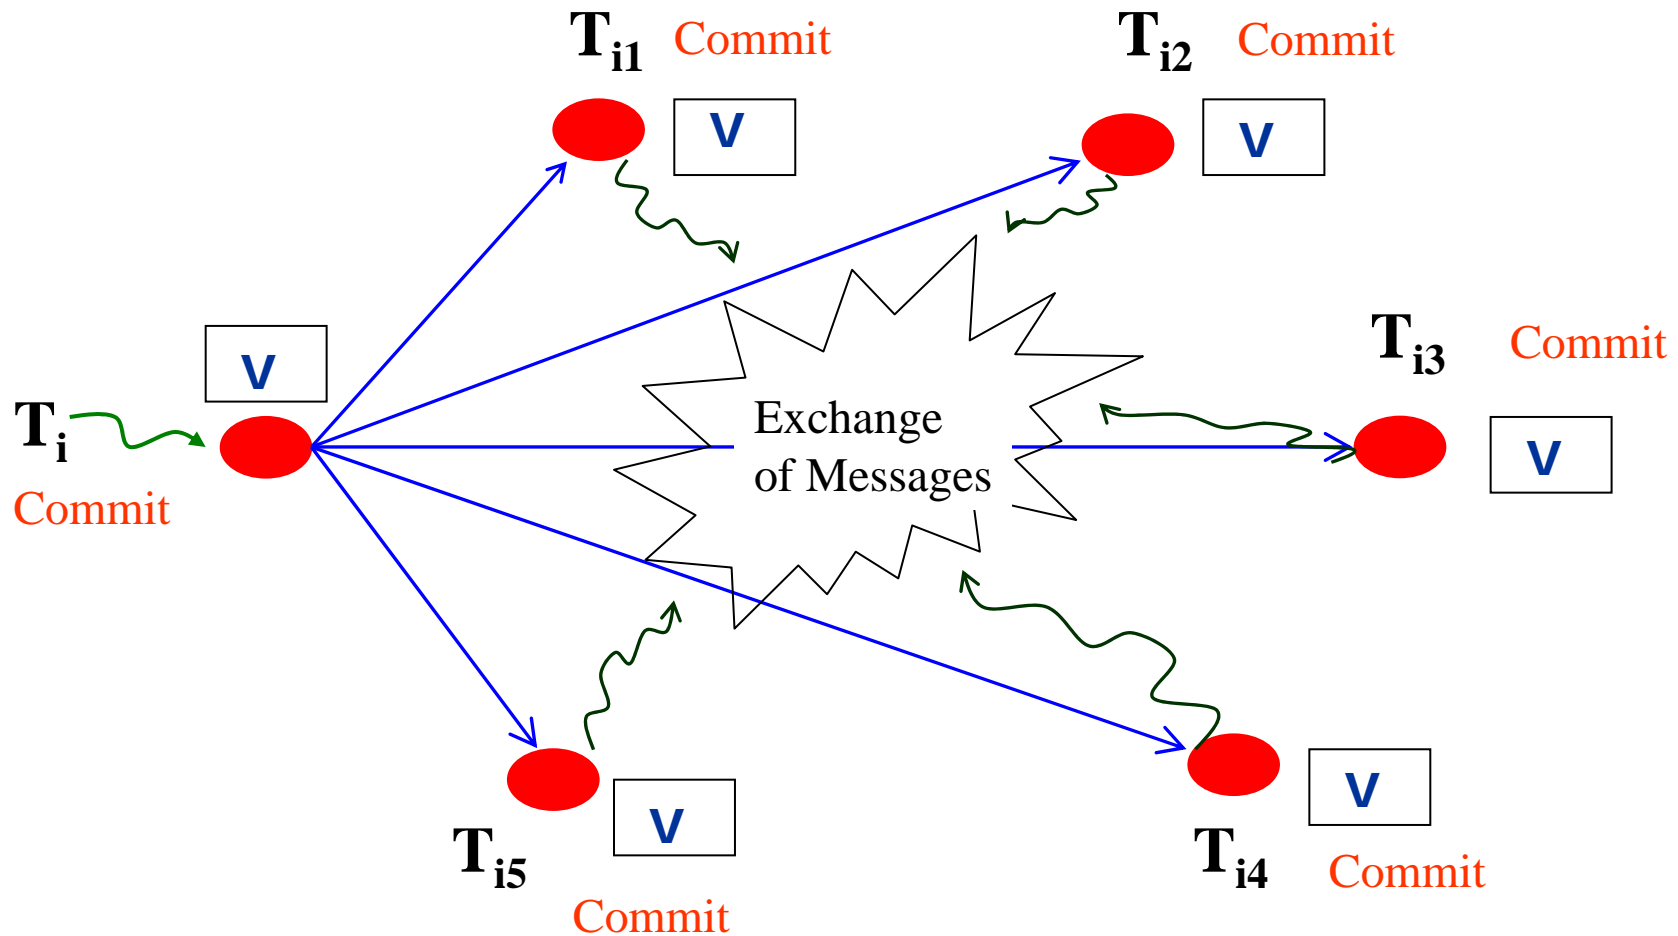 Ti1 Commit
V
Ti2 Commit
V
Ti3 Commit
V
V
Ti
Commit
Exchange
of Messages
V
Ti5
Commit
V
Ti4
Commit